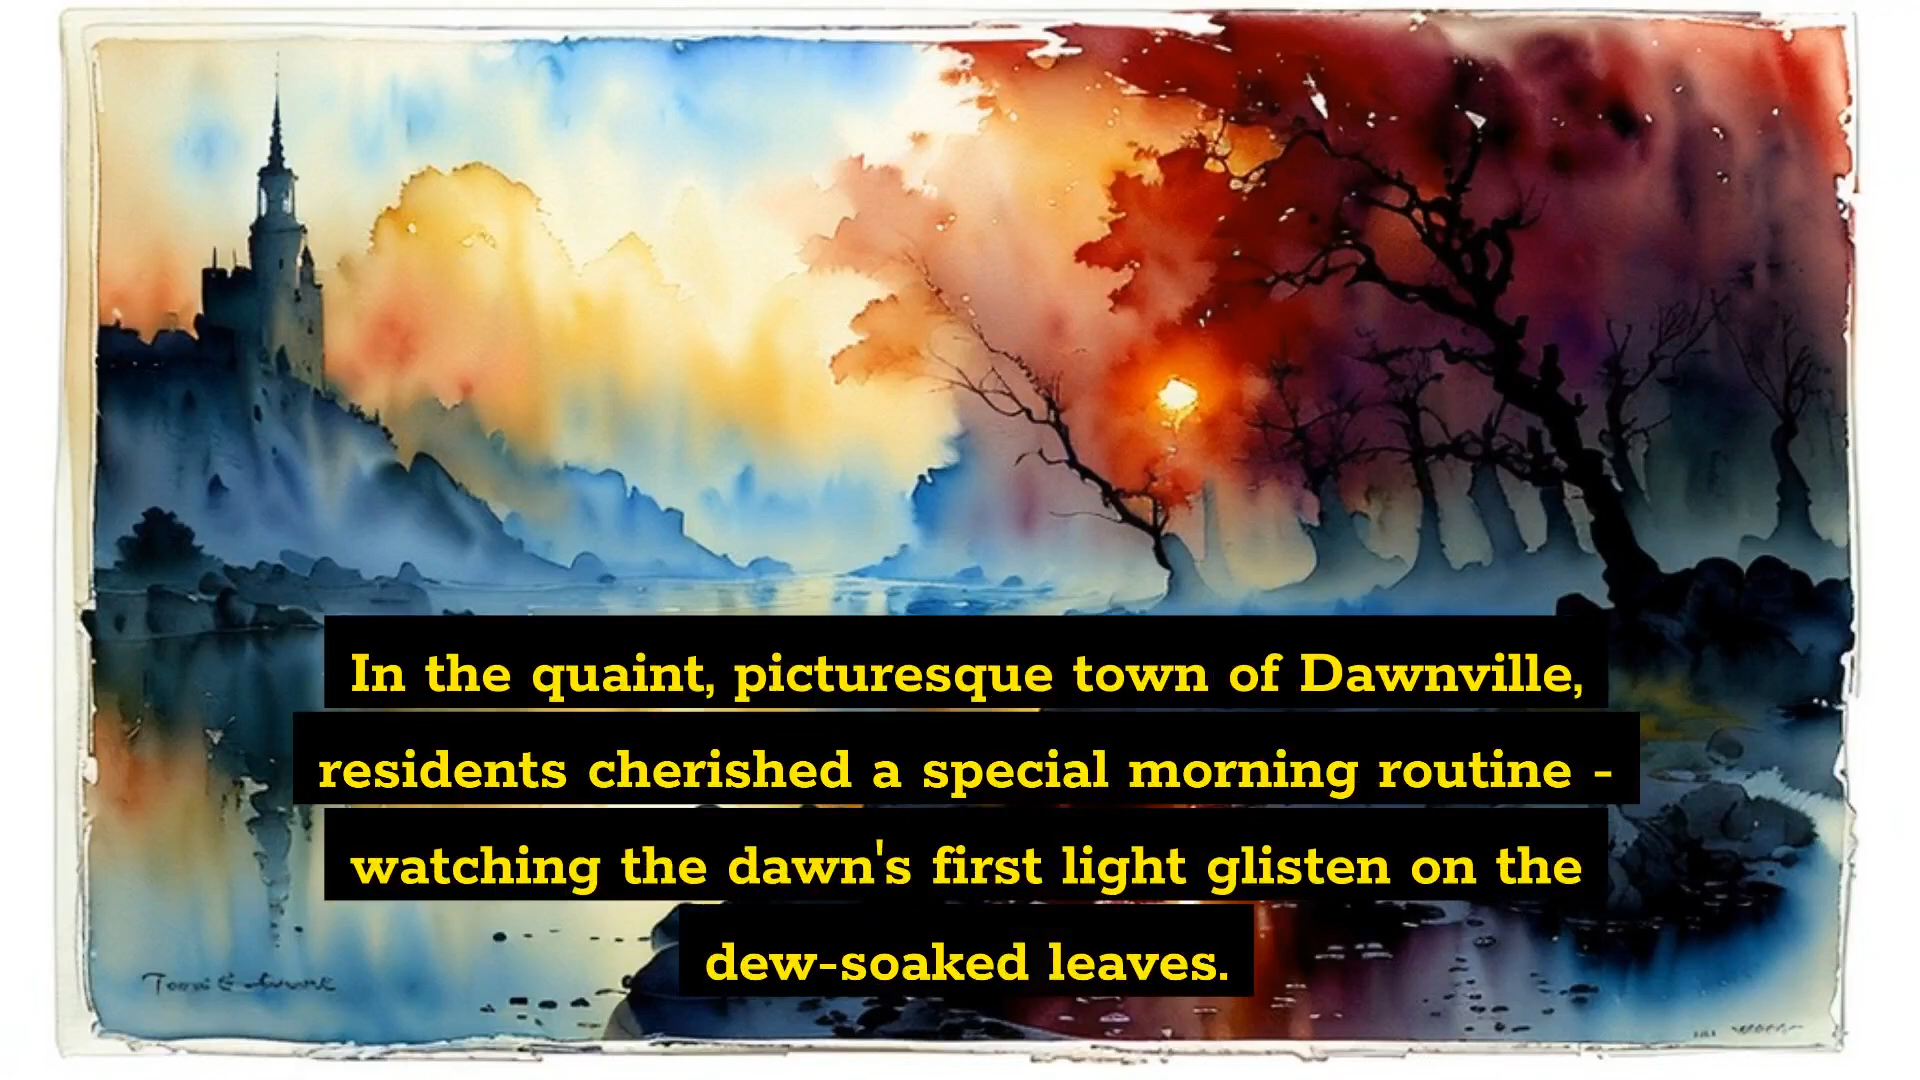 In the quaint, picturesque town of Dawnville,
residents cherished a special morning routine -
watching the dawn's first light glisten on the
dew-soaked leaves.